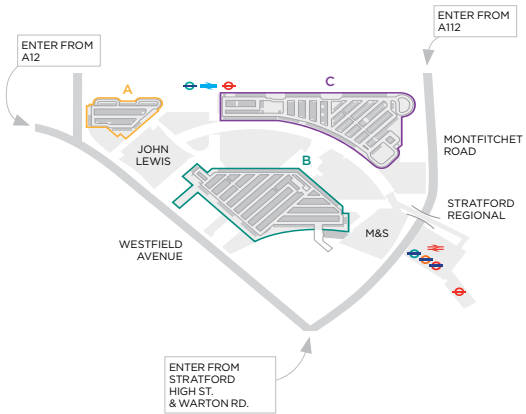 ENTER FROM
A112
ENTER FROM
A12
A
C
JOHN
LEWIS
B
MONTFITCHET
ROAD
STRATFORD
REGIONAL
M&S
WESTFIELD
AVENUE
ENTER FROM
STRATFORD
HIGH ST.
& WARTON RD.